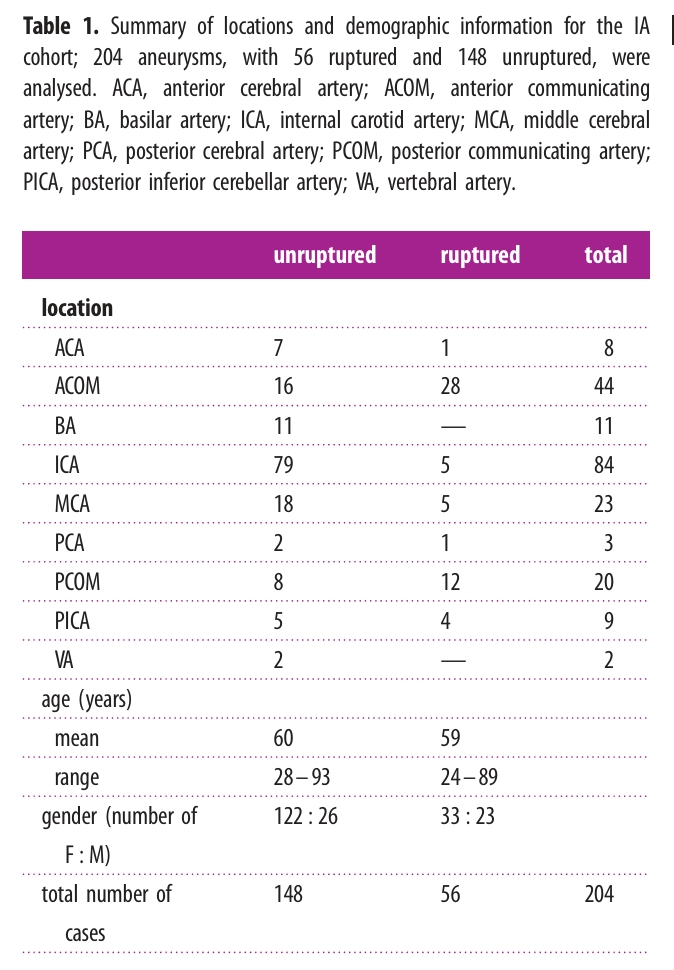 Table 1. Summary of locations and demographic information for the IA
cohort; 204 aneurysms, with 56 ruptured and 148 unruptured, were
analysed. ACA, anterior cerebral artery; ACOM, anterior communicating
artery; BA, basilar artery; ICA, internal carotid artery; MCA, middle cerebral
artery; PCA, posterior cerebral artery; PCOM, posterior communicating artery;
PICA, posterior inferior cerebellar artery; VA, vertebral artery.
unruptured ruptured total
location
ACA 7 1 8
ACOM 16 28 44
BA 11 — 11
ICA 79 5 84
MCA 18 5 23
PCA 2 1 3
PCOM 8 12 20
PICA 5 4 9
VA 2 — 2
age (years)
mean 60 59
range 28–93 24–89
gender (number of 122 : 26 33 : 23
F : M)
total number of 148 56 204
cases